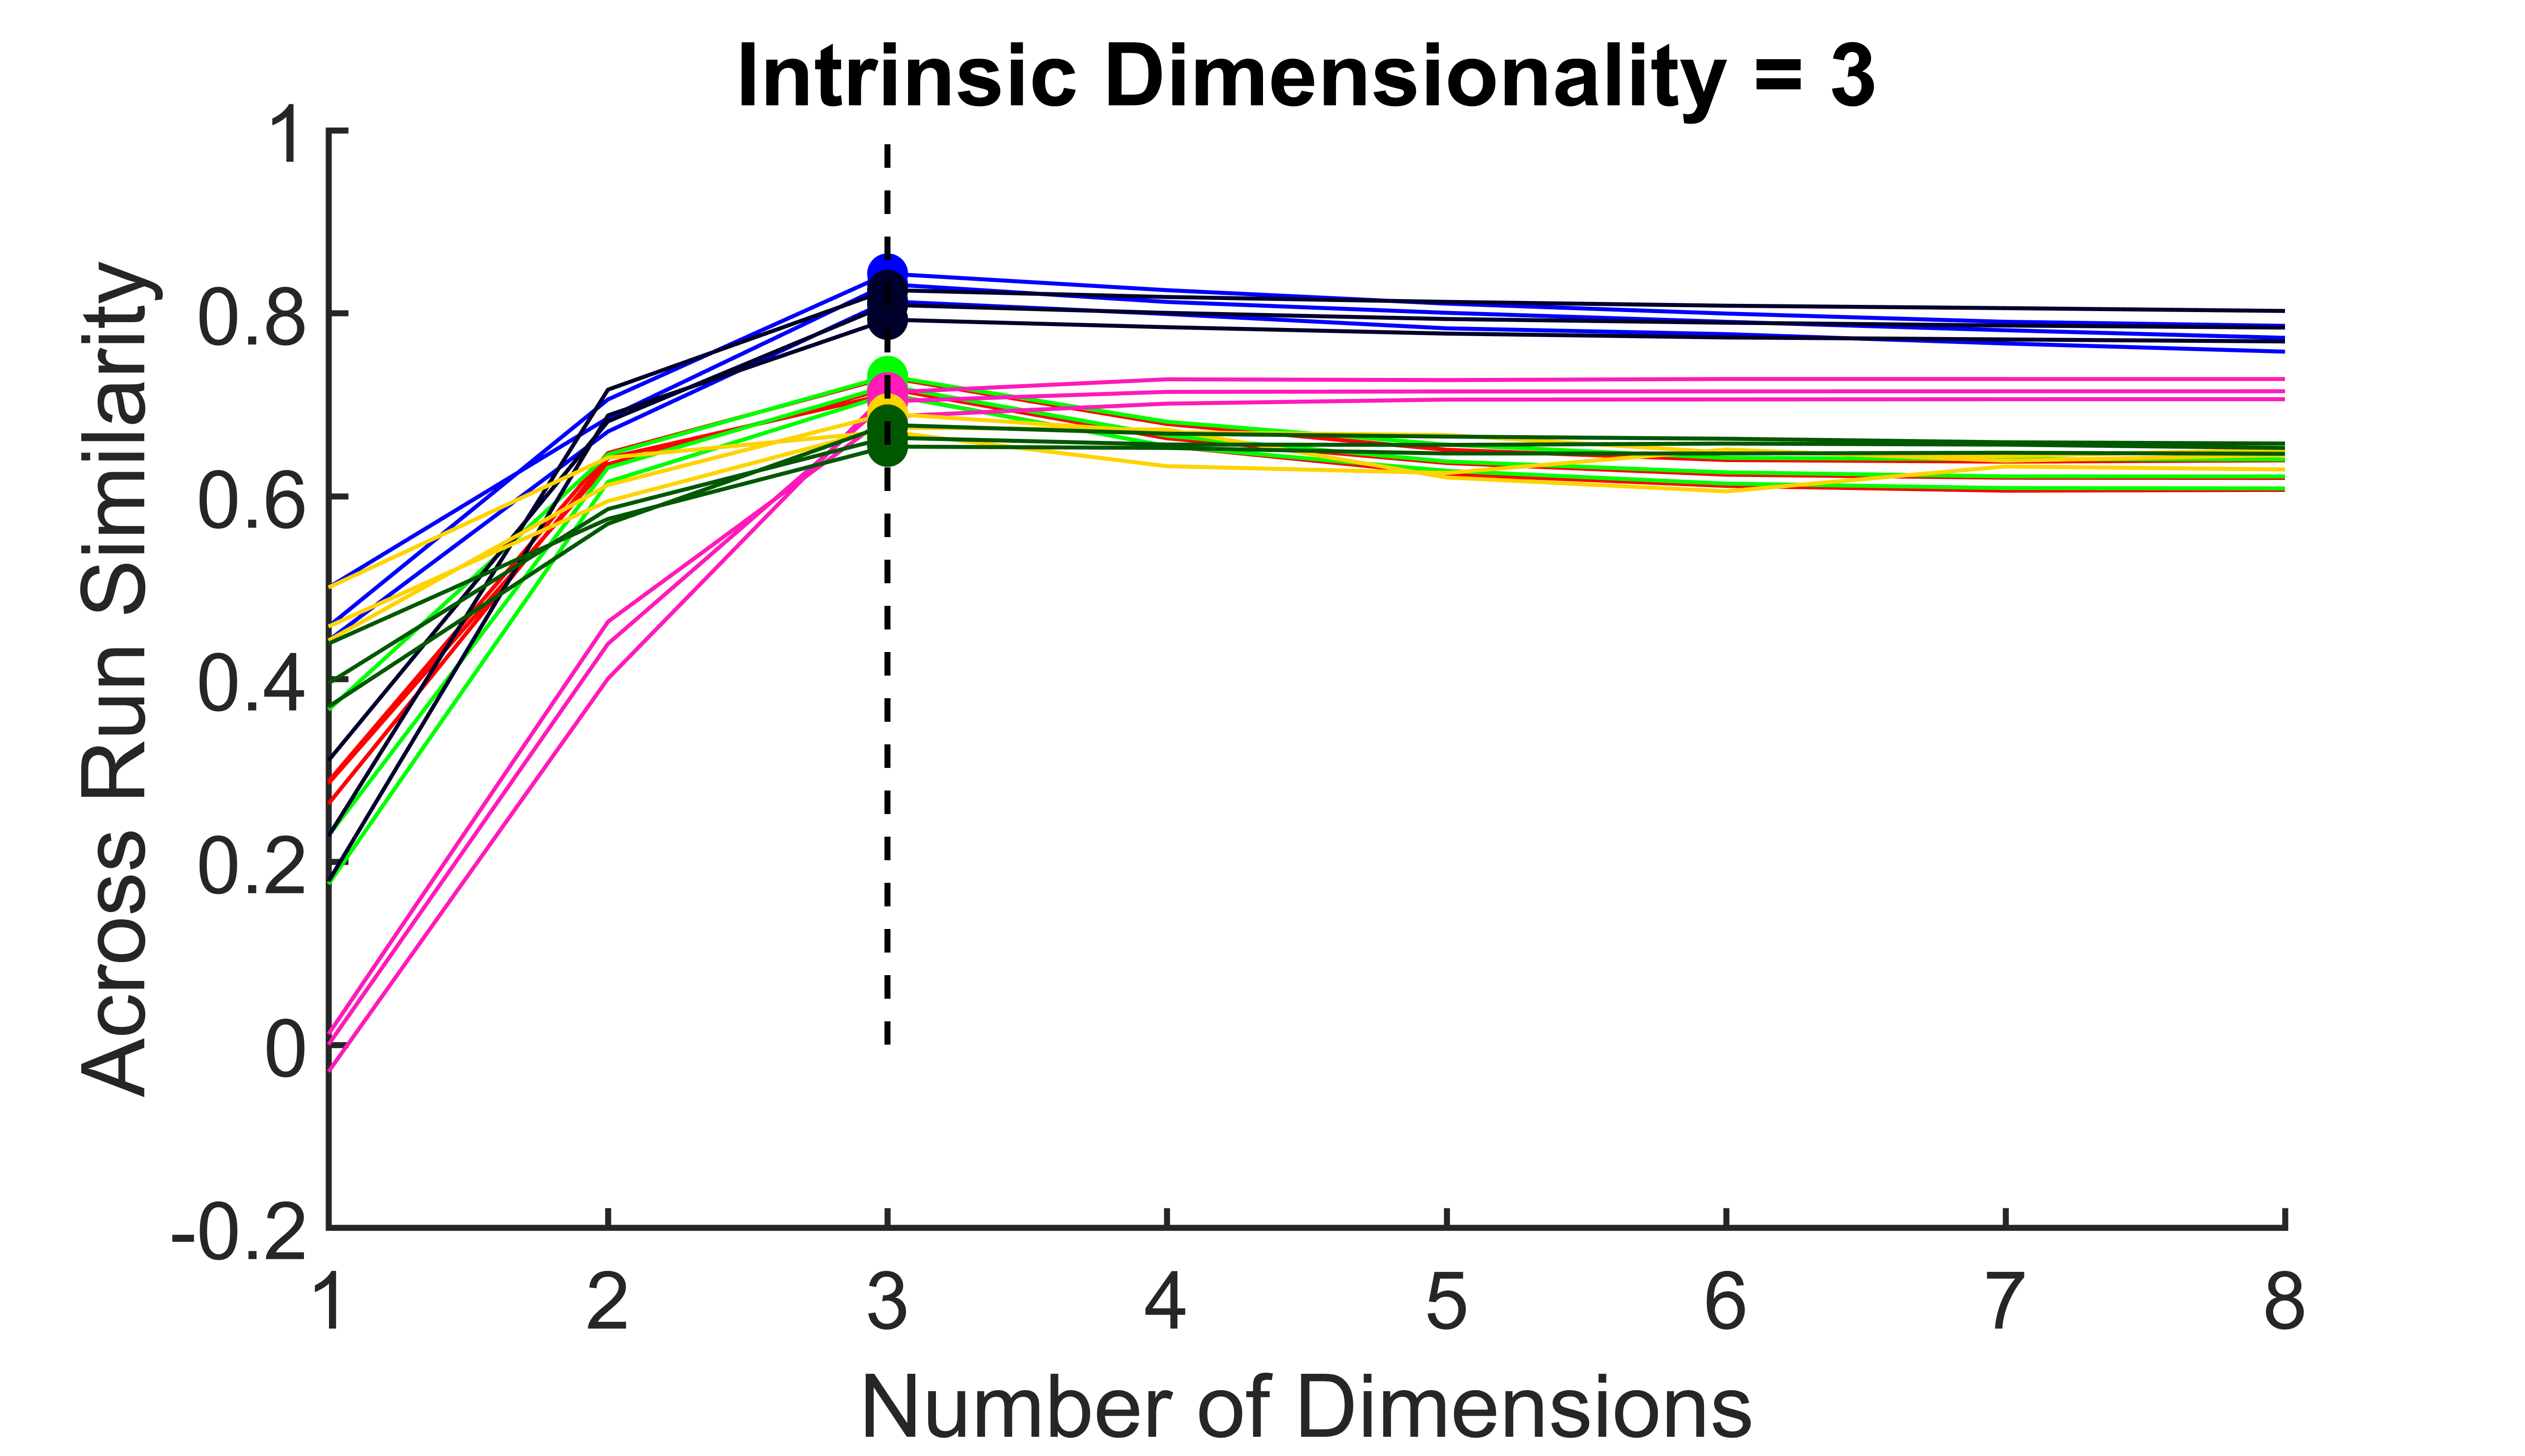 Intrinsic Dimensionality = 3
1
0.8
0.6
0.4
0.2
0
-0.2
Across Run Similarity
1 2 3 4 5 6 7 8
Number of Dimensions